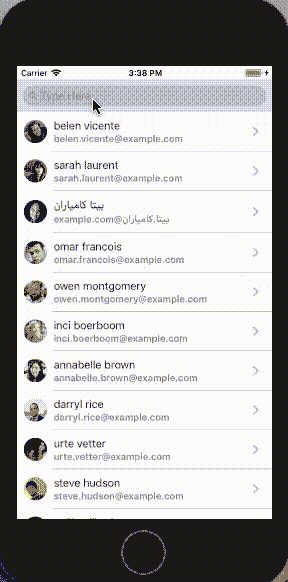 Carrier 3:38 PM
Type Here...
belen vicente
belen.vicente@example.com
sarah laurent
sarah.laurent@example.com
بیتا کامیاران
example.com@بیتا.کامیاران
omar francois
omar.francois@example.com
owen montgomery
owen.montgomery@example.com
inci boerboom
inci.boerboom@example.com
annabelle brown
annabelle.brown@example.com
darryl rice
darryl.rice@example.com
urte vetter
urte.vetter@example.com
steve hudson
steve.hudson@example.com